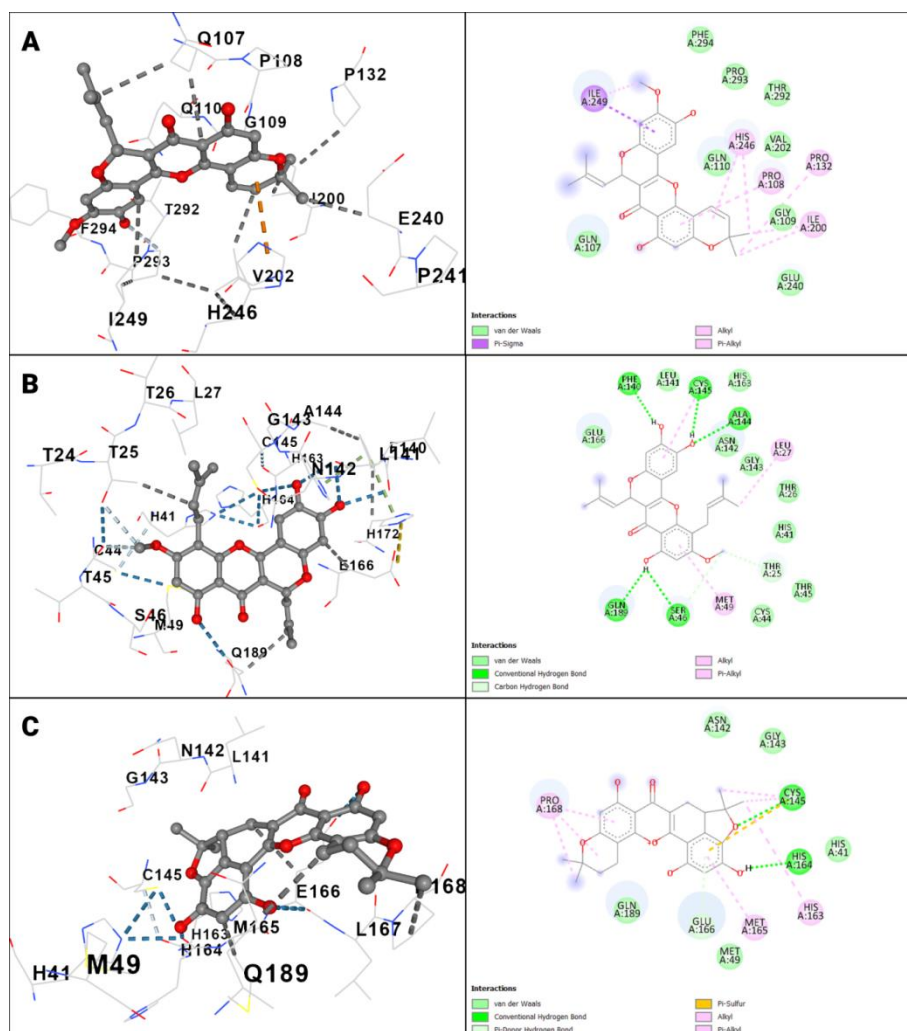 A
Q107
P108
P132
Q110
G109
I200
T292
E240
F294
P293
V202
P241
I249
H246
PHE
A:294
PRO
A:293
THR
A:292
ILE
A:249
HIS
A:246
VAL
A:202
GLN
A:110
PRO
A:132
PRO
A:108
GLY
A:109
ILE
A:200
GLN
A:107
GLU
A:240
Interactions
van der Waals
Pi-Sigma
Alkyl
Pi-Alkyl
B
T26
L27
T24
T25
G143
A144
C145
H163
N142
L141
F140
H164
H41
H172
C44
E166
T45
S46
M49
Q189
PHE
A:140
LEU
A:141
CYS
A:145
HIS
A:163
ALA
A:144
GLU
A:166
ASN
A:142
LEU
A:27
GLY
A:143
THR
A:26
HIS
A:41
THR
A:25
THR
A:45
GLN
A:189
SER
A:46
MET
A:49
CYS
A:44
Interactions
van der Waals
Conventional Hydrogen Bond
Carbon Hydrogen Bond
Alkyl
Pi-Alkyl
C
N142
L141
G143
C145
E166
168
M165
L167
H163
H164
H41
M49
Q189
ASN
A:142
GLY
A:143
PRO
A:168
CYS
A:145
HIS
A:41
HIS
A:164
GLN
A:189
GLU
A:166
MET
A:165
HIS
A:163
MET
A:49
Interactions
van der Waals
Conventional Hydrogen Bond
Pi-Donor Hydrogen Bond
Pi-Sulfur
Alkyl
Pi-Alkyl